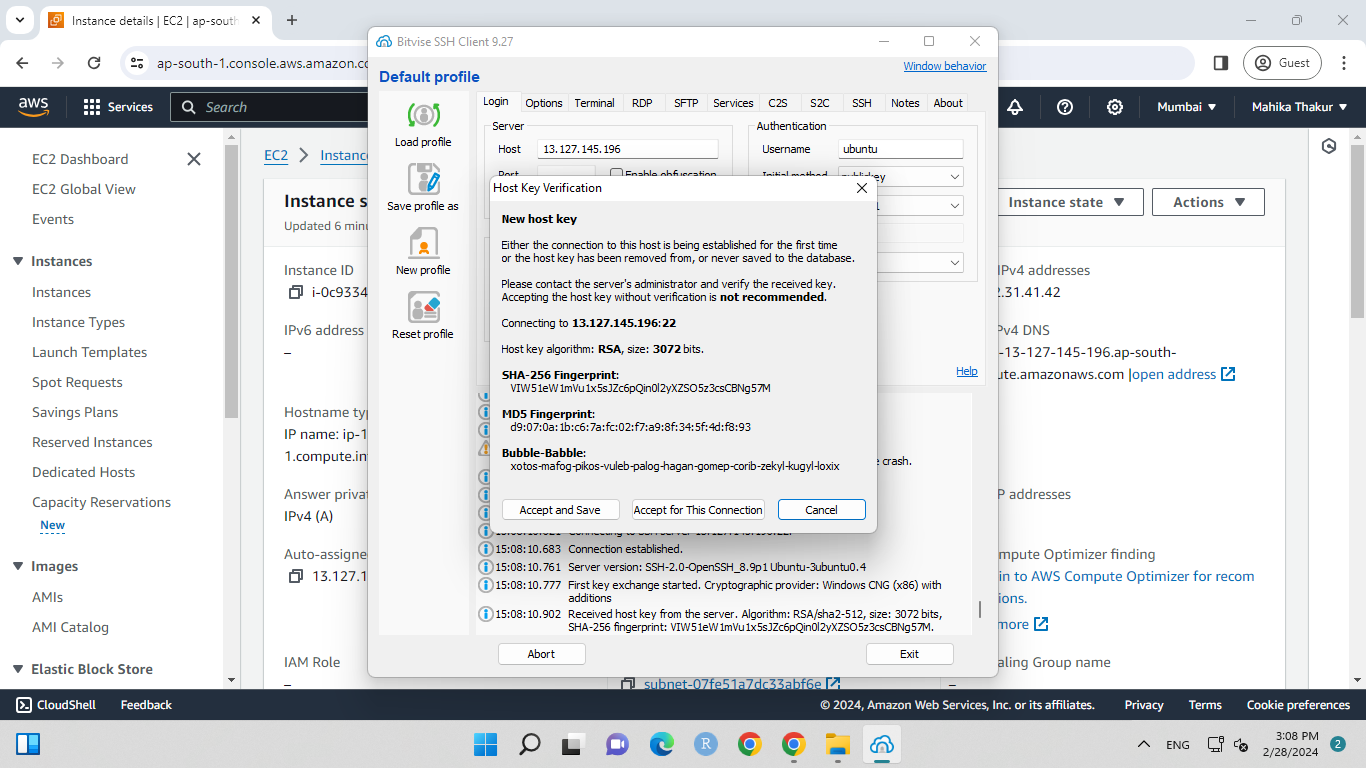 Instance details | EC2 | ap-south
ap-south-1.console.aws.amazon.co
Guest
aws
Services
Search
Mumbai
Mahika Thakur
EC2 Dashboard
EC2 Global View
Events
Instances
Instances
Instance Types
Launch Templates
Spot Requests
Savings Plans
Reserved Instances
Dedicated Hosts
Capacity Reservations
New
Images
AMIs
AMI Catalog
Elastic Block Store
EC2
Instance s
Updated 6 minu
Instance state
Actions
Instance ID
i-0c9334
IPv6 address
–
Hostname typ
IP name: ip-1
1.compute.in
Answer privat
IPv4 (A)
Auto-assigne
13.127.1
IAM Role
–
subnet-07fe51a7dc33abf6e
IPv4 addresses
2.31.41.42
Pv4 DNS
-13-127-145-196.ap-south-
ute.amazonaws.com |open address
P addresses
mpute Optimizer finding
in to AWS Compute Optimizer for recom
ons.
more
aling Group name
–
Bitvise SSH Client 9.27
Default profile
Window behavior
Load profile
Save profile as
New profile
Reset profile
Login
Options
Terminal
RDP
SFTP
Services
C2S
S2C
SSH
Notes
About
Server
Host
13.127.145.196
Port
Enable obfuscation
Authentication
Username
ubuntu
Initial method
publickey
Help
Host Key Verification
New host key
Either the connection to this host is being established for the first time
or the host key has been removed from, or never saved to the database.
Please contact the server's administrator and verify the received key.
Accepting the host key without verification is not recommended.
Connecting to 13.127.145.196:22
Host key algorithm: RSA, size: 3072 bits.
SHA-256 Fingerprint:
VIW51eW1mVu1x5sJZc6pQin0l2yXZSO5z3csCBNg57M
MD5 Fingerprint:
d9:07:0a:1b:c6:7a:fc:02:f7:a9:8f:34:5f:4d:f8:93
Bubble-Babble:
xotos-mafog-pikos-vuleb-palog-hagan-gomep-corib-zekyl-kugyl-loxix
Accept and Save
Accept for This Connection
Cancel
e crash.
15:08:10.683 Connection established.
15:08:10.761 Server version: SSH-2.0-OpenSSH_8.9p1 Ubuntu-3ubuntu0.4
15:08:10.777 First key exchange started. Cryptographic provider: Windows CNG (x86) with
additions
15:08:10.902 Received host key from the server. Algorithm: RSA/sha2-512, size: 3072 bits,
SHA-256 fingerprint: VIW51eW1mVu1x5sJZc6pQin0l2yXZSO5z3csCBNg57M.
Abort
Exit
CloudShell
Feedback
© 2024, Amazon Web Services, Inc. or its affiliates.
Privacy
Terms
Cookie preferences
R
ENG
3:08 PM
2/28/2024
2